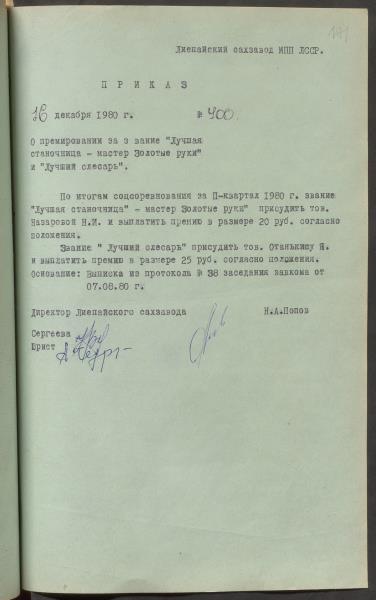 191
Лиепайский сахзавод МПП ЛССР.
П Р И К А З
16 декабря 1980 г. № 400.
О премировании за з вание "Лучшая
станочница - мастер Золотые руки"
и "Лучший слесарь".
По итогам соцсоревнования за П-квартал 1980 г. звание
"Лучшая станочница" - мастер Золотые руки" присудить тов.
Назаровой Н.И. и выплатить премию в размере 20 руб. согласно
положения.
Звание " Лучший слесарь" присудить тов. Станькису Я.
и выплатить премию в размере 25 руб. согласно положения.
Основание: Выписка из протокола № 38 заседания завкома от
07.08.80 г.
Директор Лиепайского сахзавода Н.А.Попов
Сергеева
Юрист